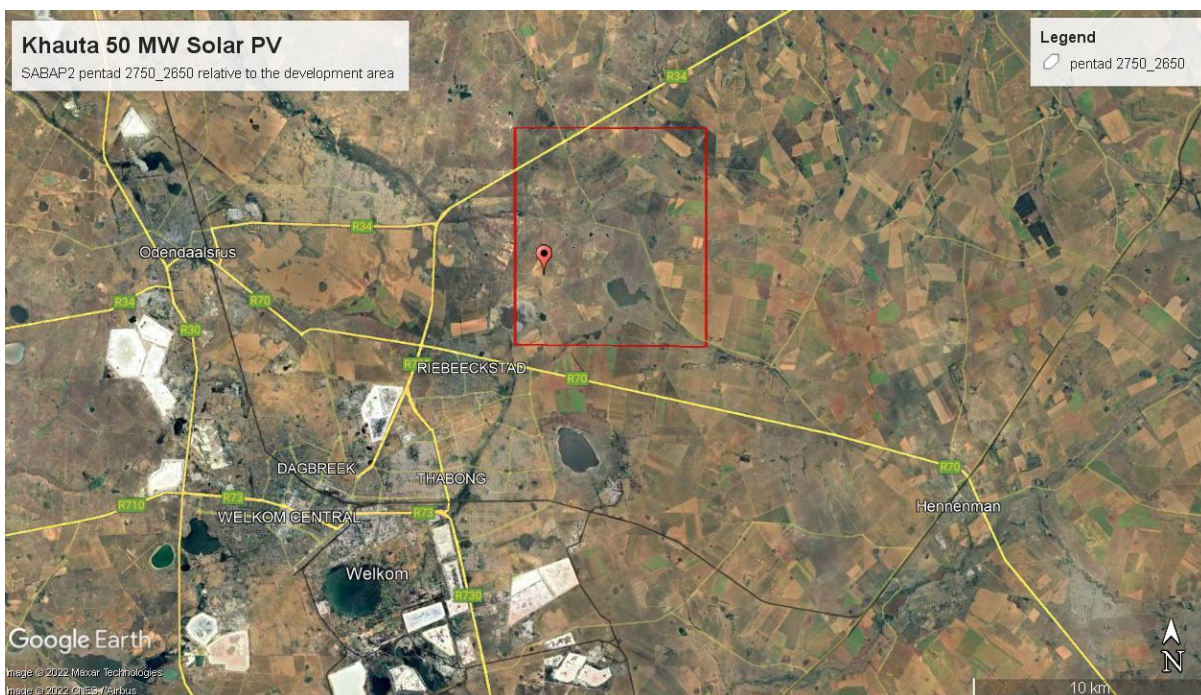 Khauta 50 MW Solar PV
SABAP2 pentad 2750_2650 relative to the development area
Legend
pentad 2750_2650
R34
R34
Odendaalsrus
R70
R34
R30
RIEBEECKSTAD
R70
DAGBREEK
THABONG
R70
R710
R73
WELKOM CENTRAL
R73
Hennenman
Welkom
R730
Google Earth
Image © 2022 Maxar Technologies
Image © 2022 CNES / Airbus
N
10 km